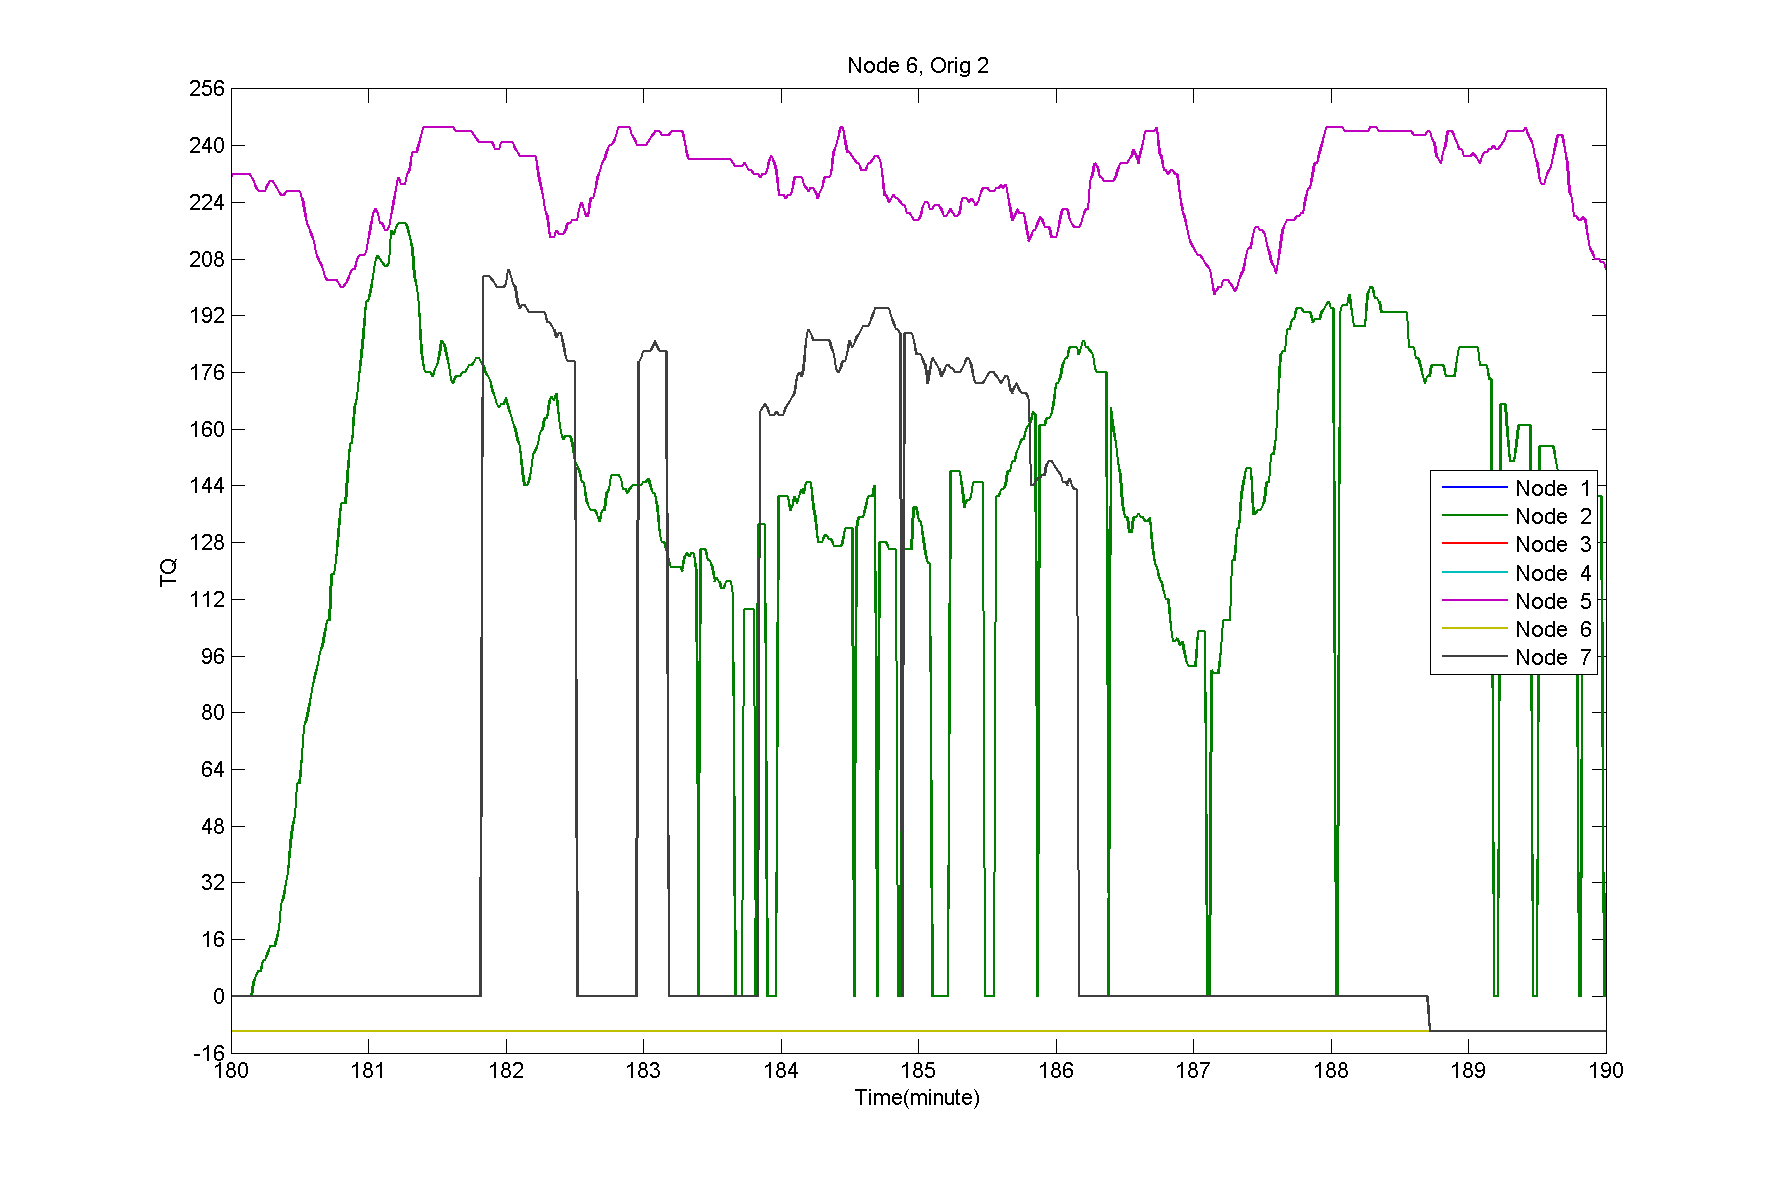 Node 6, Orig 2
256
240
224
208
192
176
160
144
128
112
96
80
64
48
32
16
0
-16
TQ
Node 1
Node 2
Node 3
Node 4
Node 5
Node 6
Node 7
180 181 182 183 184 185 186 187 188 189 190
Time(minute)